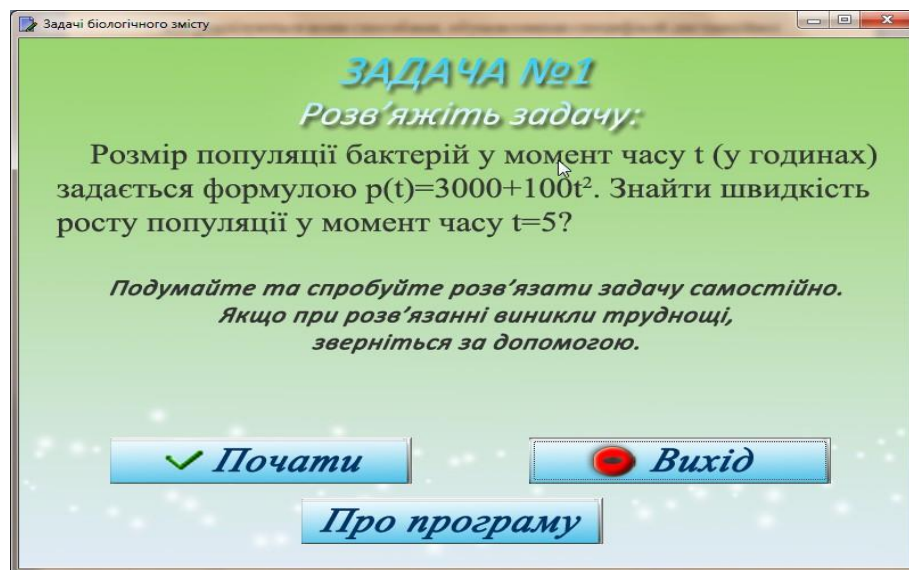 Задачі біологічного змісту
ЗАДАЧА №1
Розв’яжіть задачу:
Розмір популяції бактерій у момент часу t (у годинах)
задається формулою p(t)=3000+100t². Знайти швидкість
росту популяції у момент часу t=5?
Подумайте та спробуйте розв’язати задачу самостійно.
Якщо при розв’язанні виникли труднощі,
зверніться за допомогою.
Почати
Вихід
Про програму